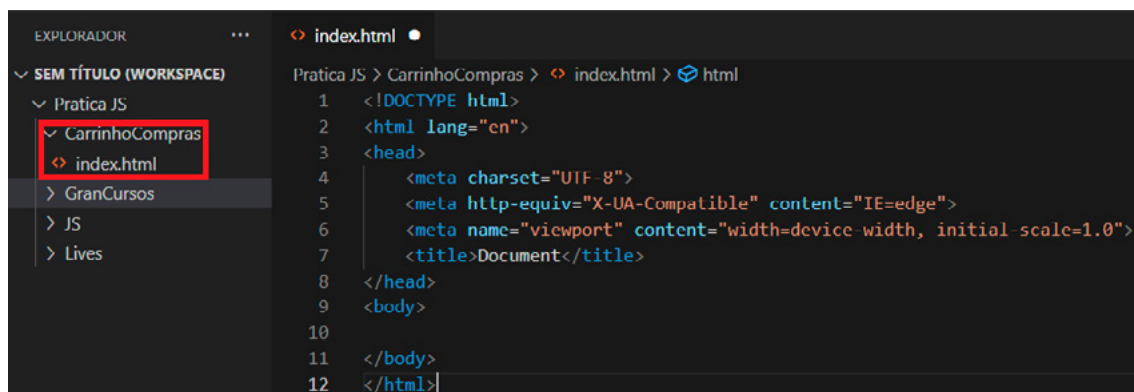 EXPLORADOR ...
SEM TÍTULO (WORKSPACE)
Pratica JS
CarrinhoCompras
index.html
GranCursos
JS
Lives
index.html
Pratica JS > CarrinhoCompras > index.html > html
1 <!DOCTYPE html>
2 <html lang="en">
3 <head>
4 <meta charset="UTF-8">
5 <meta http-equiv="X-UA-Compatible" content="IE=edge">
6 <meta name="viewport" content="width=device-width, initial-scale=1.0">
7 <title>Document</title>
8 </head>
9 <body>
10
11 </body>
12 </html>